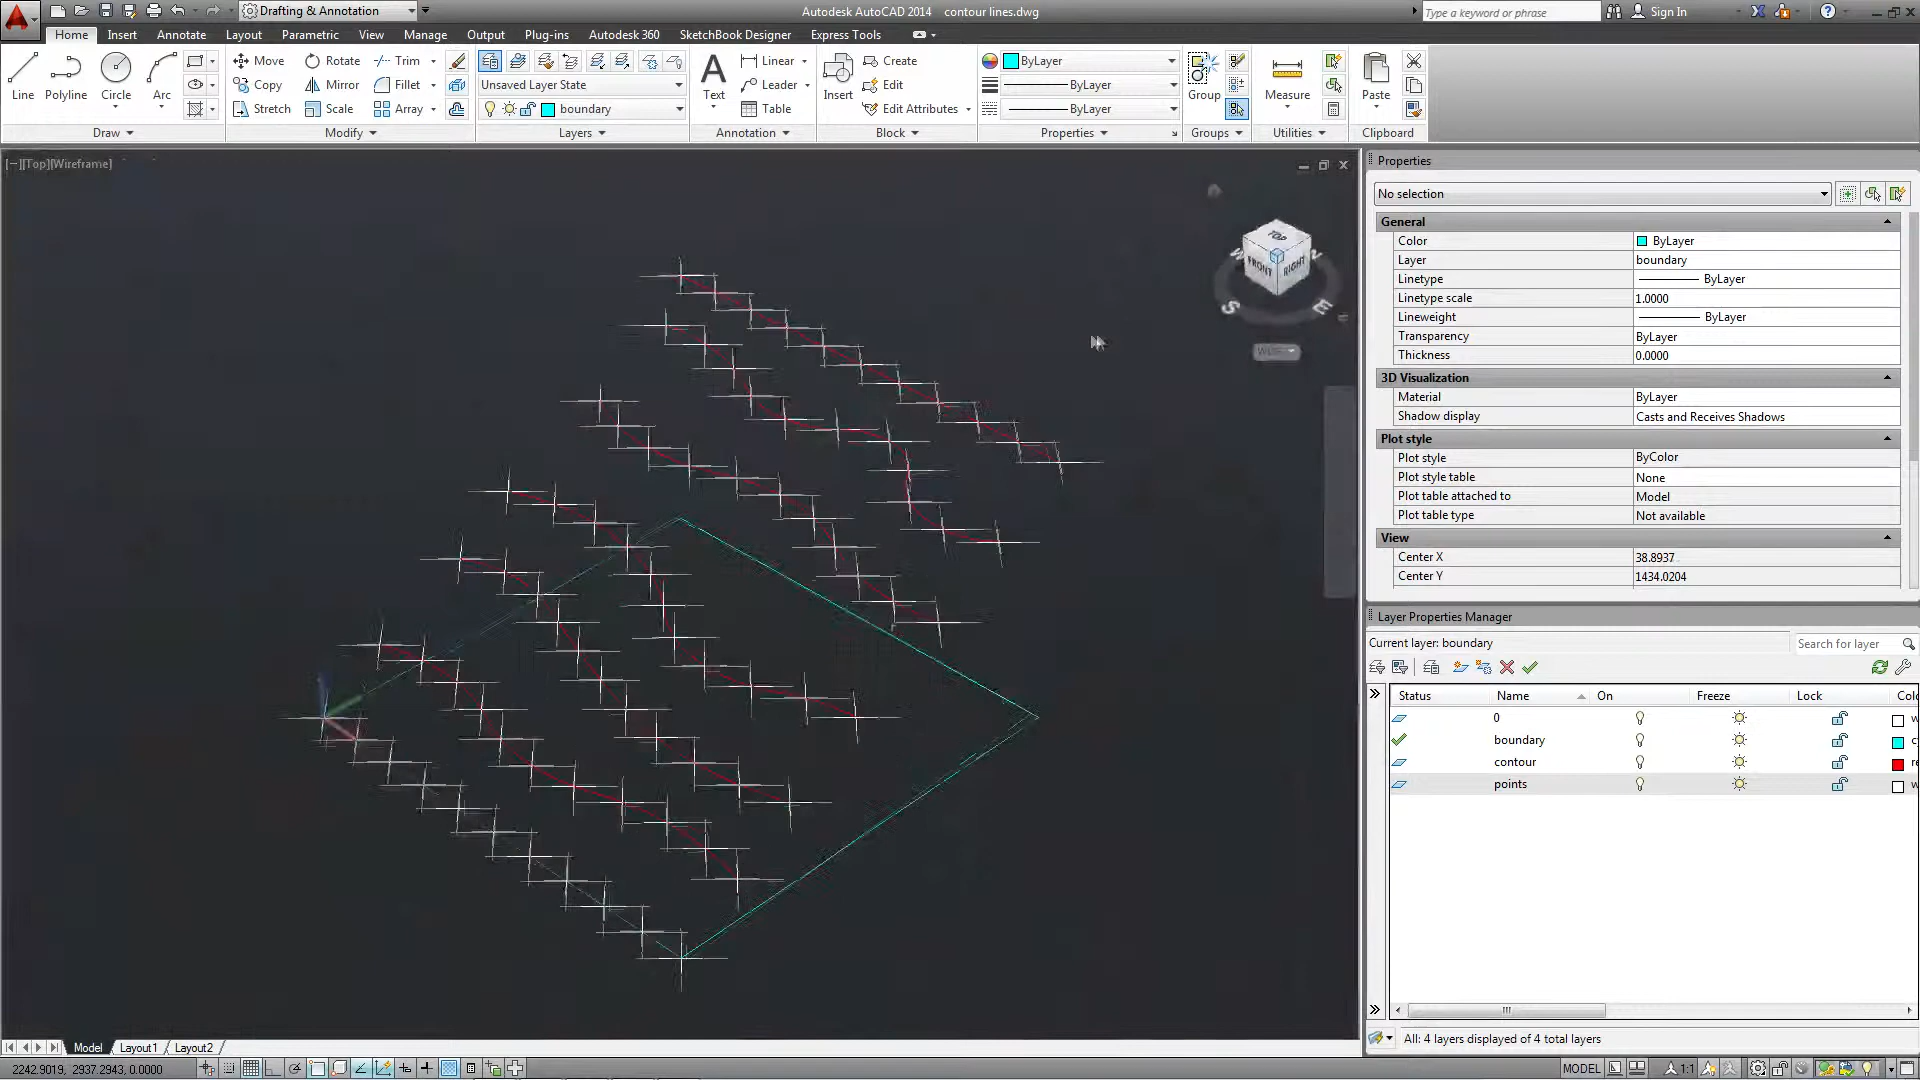 Drafting & Annotation
Autodesk AutoCAD 2014 contour lines.dwg
Type a keyword or phrase
Sign In
Home Insert Annotate Layout Parametric View Manage Output Plug-ins Autodesk 360 SketchBook Designer Express Tools
Line
Polyline
Circle
Arc
Draw
Move Rotate Trim
Copy Mirror Fillet
Stretch Scale Array
Modify
Unsaved Layer State
boundary
Layers
Text
Linear
Leader
Table
Annotation
Insert
Create
Edit
Edit Attributes
Block
ByLayer
ByLayer
ByLayer
Properties
Group
Groups
Measure
Utilities
Paste
Clipboard
[−][Top][Wireframe]
TOP
FRONT
RIGHT
S
E
Properties
No selection
General
Color ByLayer
Layer boundary
Linetype ByLayer
Linetype scale 1.0000
Lineweight ByLayer
Transparency ByLayer
Thickness 0.0000
3D Visualization
Material ByLayer
Shadow display Casts and Receives Shadows
Plot style
Plot style ByColor
Plot style table None
Plot table attached to Model
Plot table type Not available
View
Center X 38.8937
Center Y 1434.0204
Layer Properties Manager
Current layer: boundary
Search for layer
Status Name On Freeze Lock Colo
0 w
boundary c
contour re
points w
All: 4 layers displayed of 4 total layers
Model Layout1 Layout2
2242.9019, 2937.2943, 0.0000
MODEL
1:1